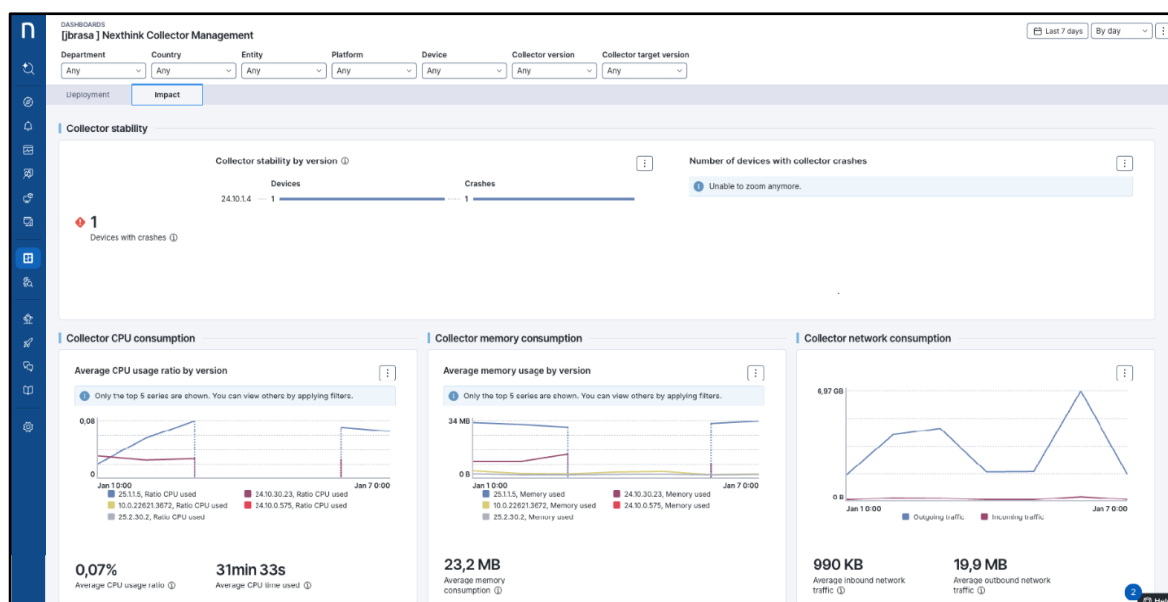 DASHBOARDS
[jbrasa ] Nexthink Collector Management
Last 7 days
By day
Department Country Entity Platform Device Collector version Collector target version
Any Any Any Any Any Any Any
Deployment Impact
Collector stability
Collector stability by version
Number of devices with collector crashes
Devices Crashes
Unable to zoom anymore.
24.10.1.4 1 1
1
Devices with crashes
Collector CPU consumption
Average CPU usage ratio by version
Only the top 5 series are shown. You can view others by applying filters.
0,08
0
Jan 1 0:00 Jan 7 0:00
25.1.1.5, Ratio CPU used 24.10.30.23, Ratio CPU used
10.0.22621.3672, Ratio CPU used 24.10.0.575, Ratio CPU used
25.2.30.2, Ratio CPU used
0,07% 31min 33s
Average CPU usage ratio Average CPU time used
Collector memory consumption
Average memory usage by version
Only the top 5 series are shown. You can view others by applying filters.
34 MB
0 B
Jan 1 0:00 Jan 7 0:00
25.1.1.5, Memory used 24.10.30.23, Memory used
10.0.22621.3672, Memory used 24.10.0.575, Memory used
25.2.30.2, Memory used
23,2 MB
Average memory
consumption
Collector network consumption
6,97 GB
0 B
Jan 1 0:00 Jan 7 0:00
Outgoing traffic Incoming traffic
990 KB 19,9 MB
Average inbound network Average outbound network
traffic traffic
2